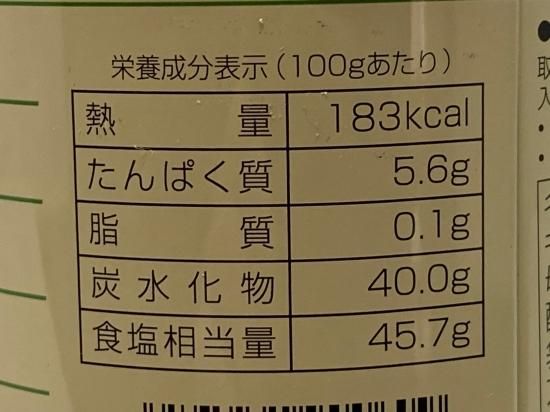 栄養成分表示(100gあたり)
熱量 183kcal
たんぱく質 5.6g
脂質 0.1g
炭水化物 40.0g
食塩相当量 45.7g
取
入